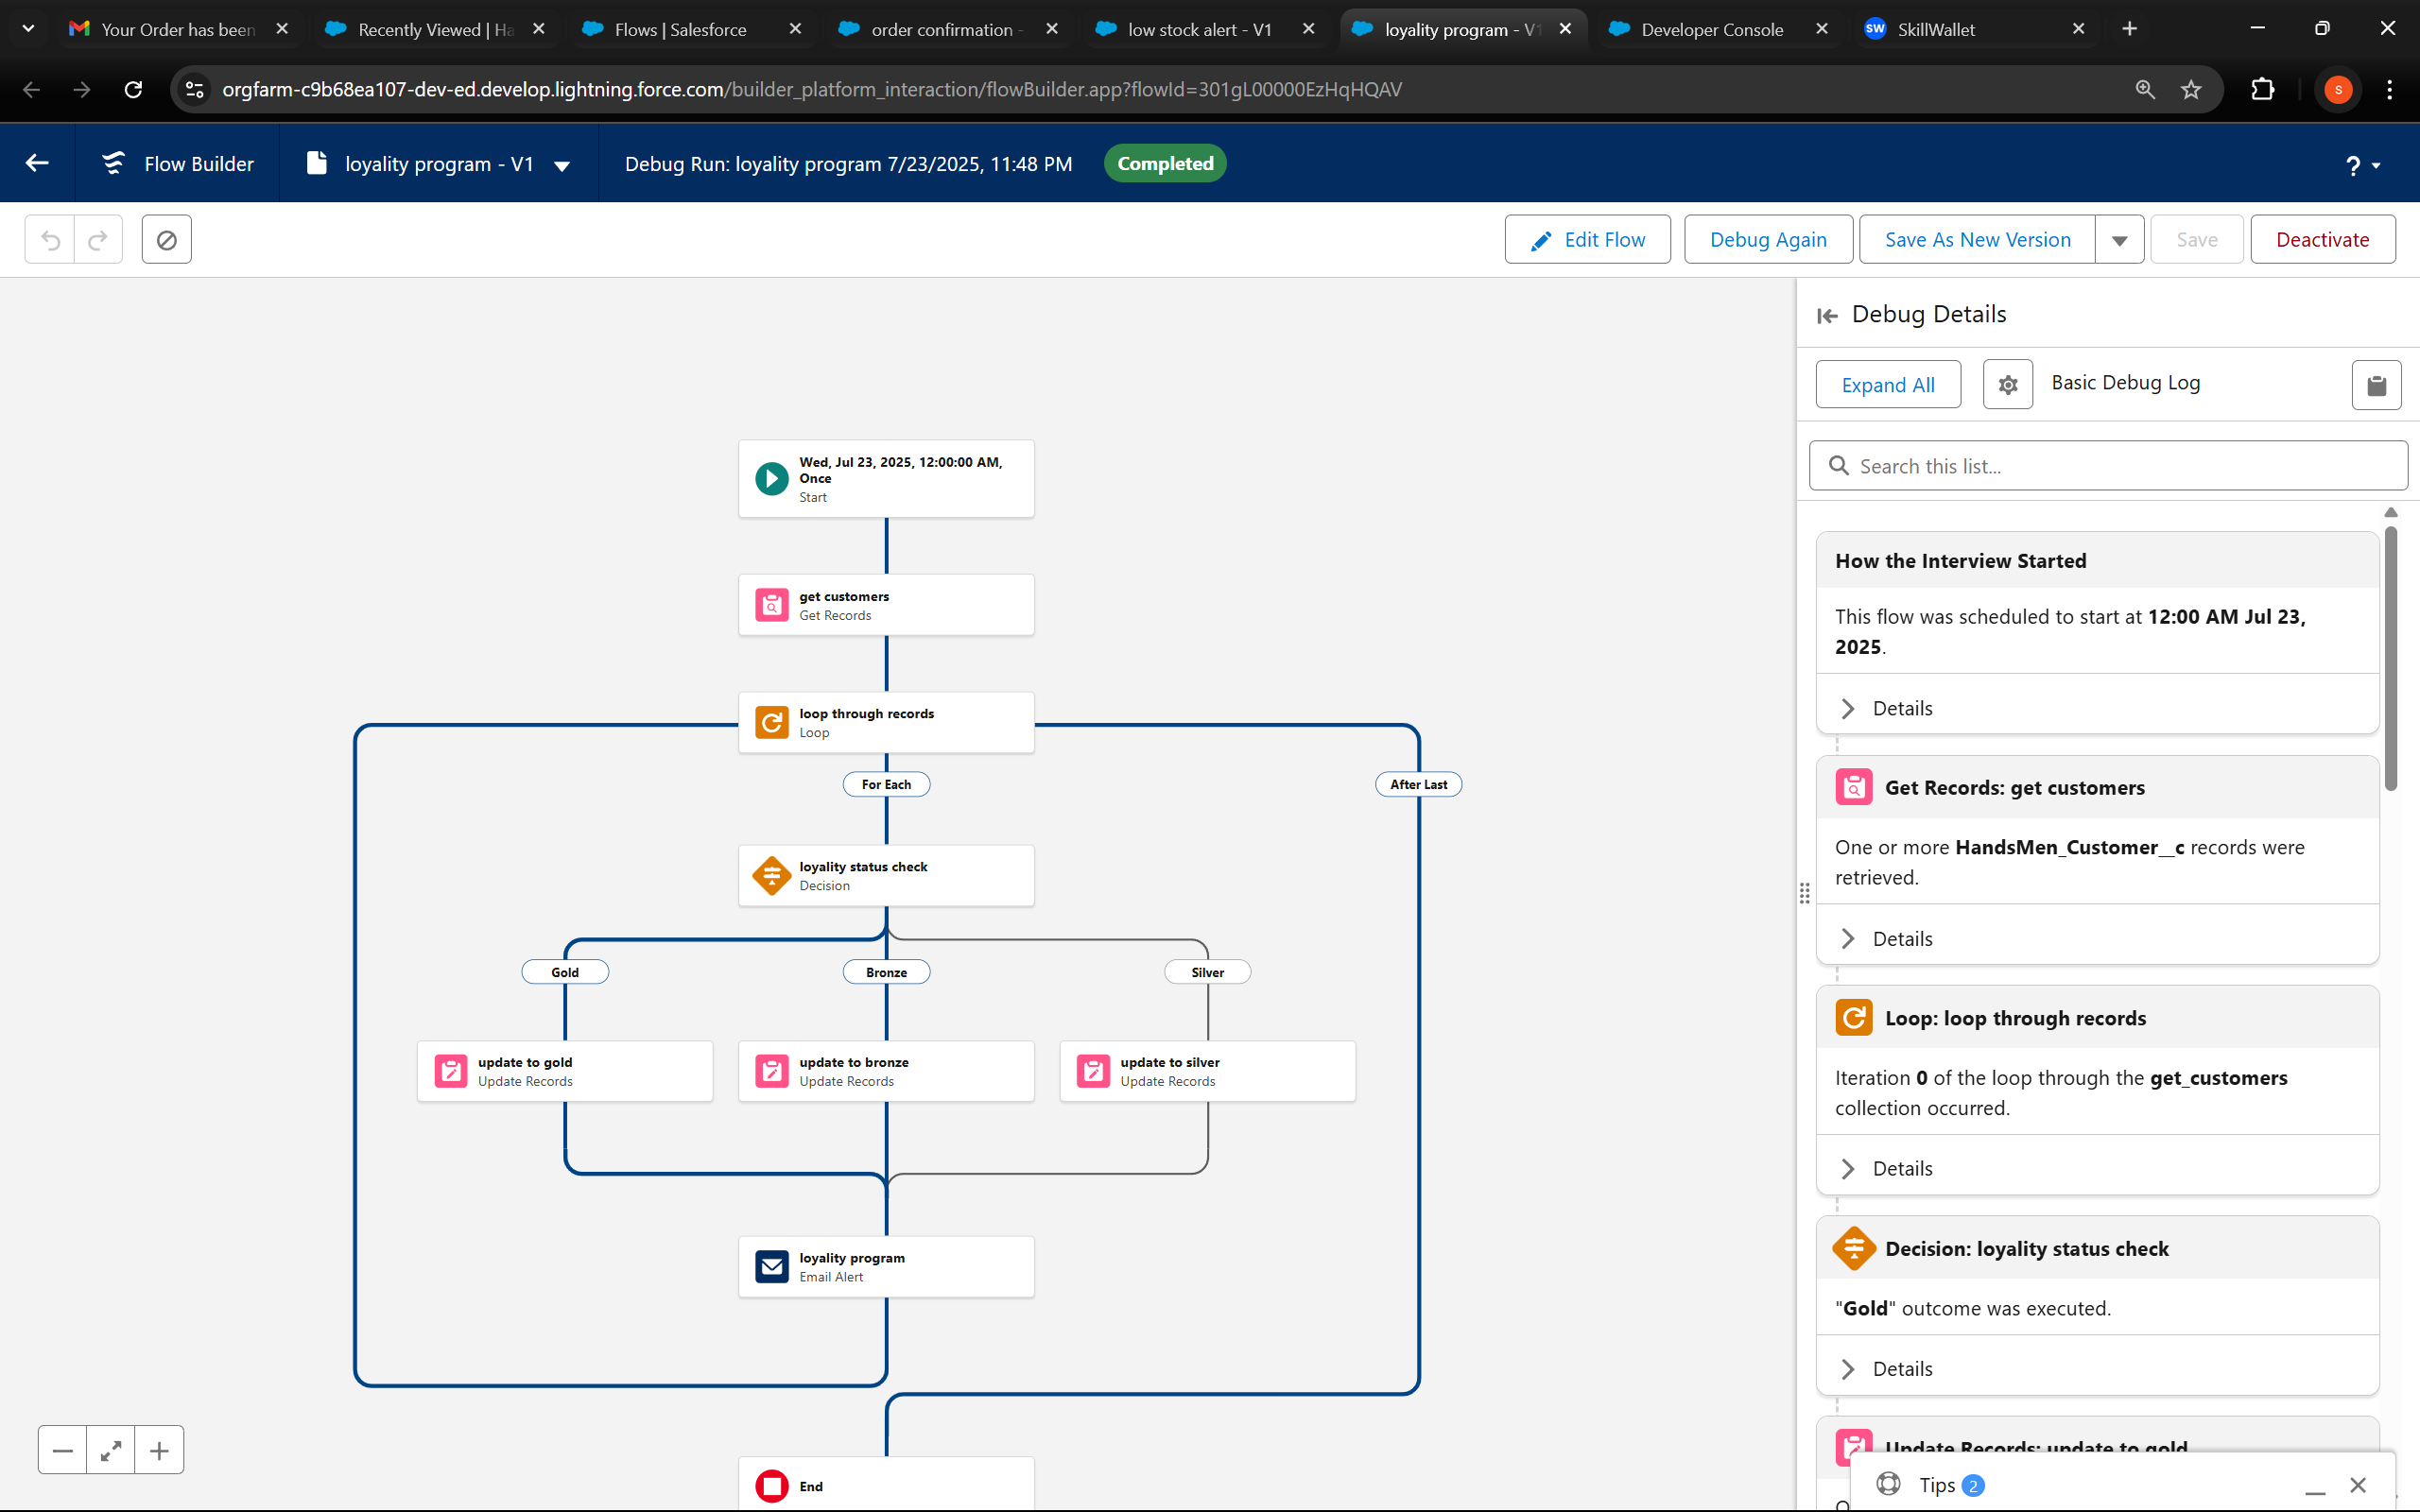 Your Order has been
Recently Viewed | Ha
Flows | Salesforce
order confirmation -
low stock alert - V1
loyality program - V1
Developer Console
SW SkillWallet
orgfarm-c9b68ea107-dev-ed.develop.lightning.force.com/builder_platform_interaction/flowBuilder.app?flowId=301gL00000EzHqHQAV
S
Flow Builder
loyality program - V1
Debug Run: loyality program 7/23/2025, 11:48 PM
Completed
?
Edit Flow
Debug Again
Save As New Version
Save
Deactivate
Wed, Jul 23, 2025, 12:00:00 AM,
Once
Start
get customers
Get Records
loop through records
Loop
For Each
After Last
loyality status check
Decision
Gold
Bronze
Silver
update to gold
Update Records
update to bronze
Update Records
update to silver
Update Records
loyality program
Email Alert
End
Debug Details
Expand All
Basic Debug Log
Search this list...
How the Interview Started
This flow was scheduled to start at 12:00 AM Jul 23,
2025.
Details
Get Records: get customers
One or more HandsMen_Customer__c records were
retrieved.
Details
Loop: loop through records
Iteration 0 of the loop through the get_customers
collection occurred.
Details
Decision: loyality status check
"Gold" outcome was executed.
Details
Update Records: update to gold
Tips 2